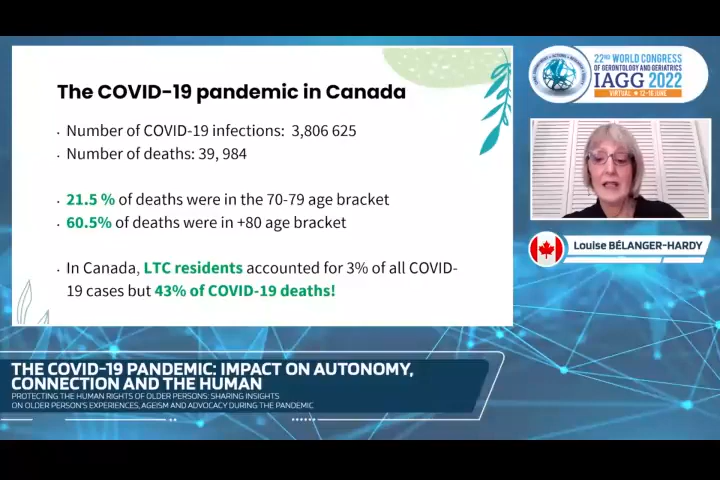 The COVID-19 pandemic in Canada
· Number of COVID-19 infections: 3,806 625
· Number of deaths: 39, 984
· 21.5 % of deaths were in the 70-79 age bracket
· 60.5% of deaths were in +80 age bracket
· In Canada, LTC residents accounted for 3% of all COVID-
19 cases but 43% of COVID-19 deaths!
22ND WORLD CONGRESS
OF GERONTOLOGY AND GERIATRICS
IAGG 2022
VIRTUAL • 12-16 JUNE
Louise BÉLANGER-HARDY
THE COVID-19 PANDEMIC: IMPACT ON AUTONOMY,
CONNECTION AND THE HUMAN
PROTECTING THE HUMAN RIGHTS OF OLDER PERSONS: SHARING INSIGHTS
ON OLDER PERSON'S EXPERIENCES, AGEISM AND ADVOCACY DURING THE PANDEMIC